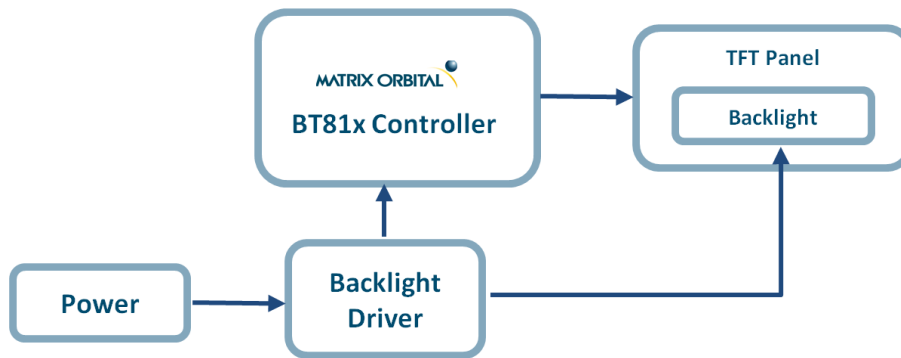 MATRIX ORBITAL
BT81x Controller
TFT Panel
Backlight
Power
Backlight
Driver